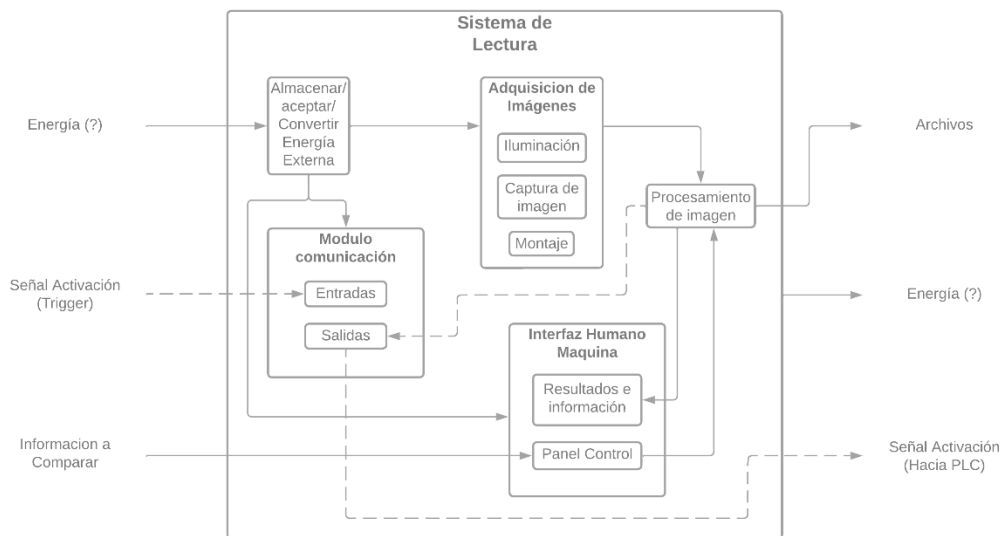 Sistema de
Lectura
Energía (?)
Almacenar/
aceptar/
Convertir
Energía
Externa
Adquisicion de
Imágenes
Iluminación
Captura de
imagen
Montaje
Procesamiento
de imagen
Archivos
Modulo
comunicación
Entradas
Salidas
Señal Activación
(Trigger)
Energía (?)
Interfaz Humano
Maquina
Resultados e
información
Panel Control
Informacion a
Comparar
Señal Activación
(Hacia PLC)